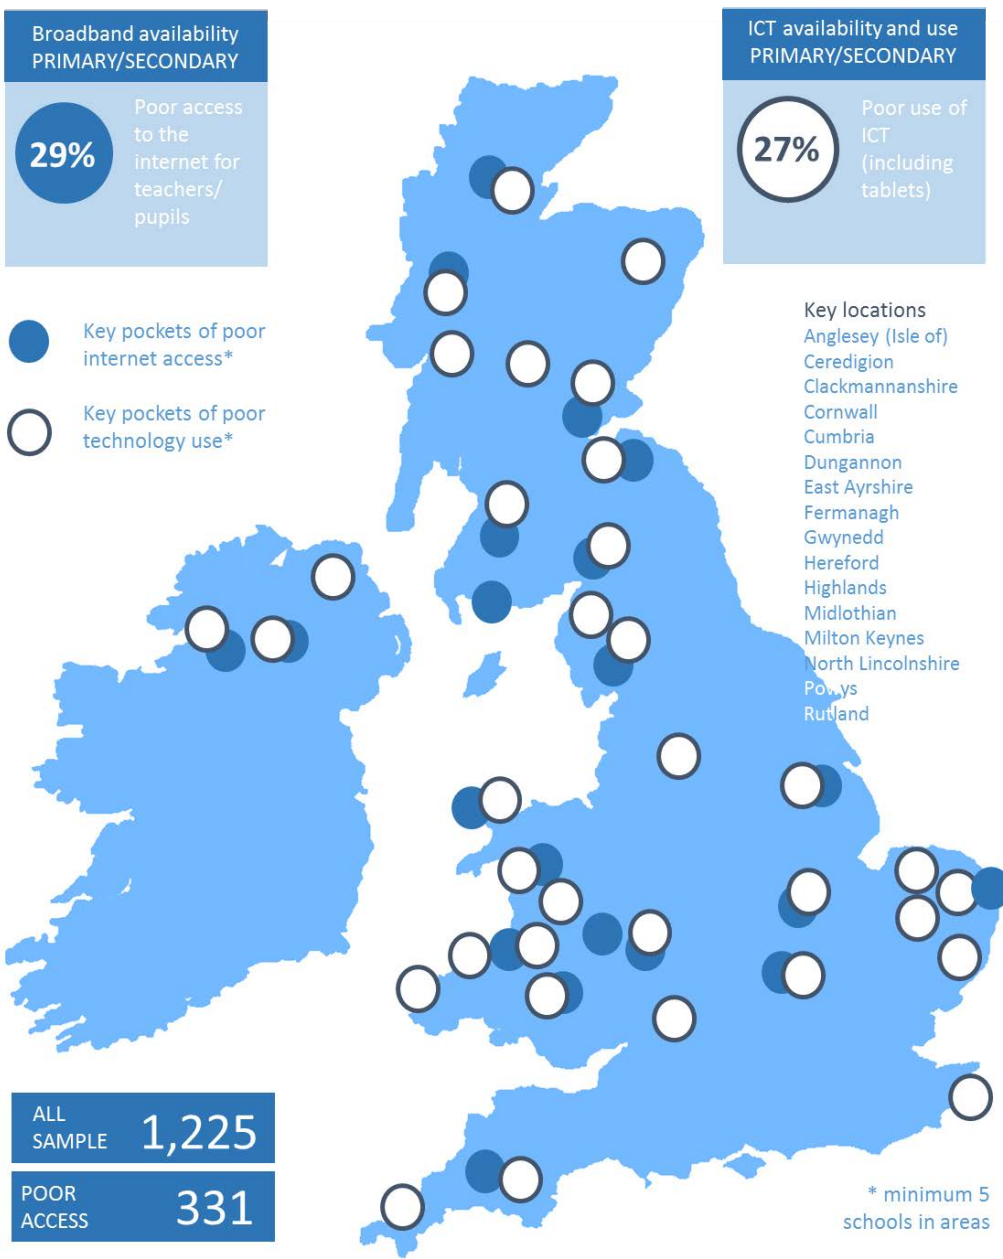 Broadband availability
PRIMARY/SECONDARY
29%
Poor access
to the
internet for
teachers/
pupils
ICT availability and use
PRIMARY/SECONDARY
27%
Poor use of
ICT
(including
tablets)
Key pockets of poor
internet access*
Key pockets of poor
technology use*
Key locations
Anglesey (Isle of)
Ceredigion
Clackmannanshire
Cornwall
Cumbria
Dungannon
East Ayrshire
Fermanagh
Gwynedd
Hereford
Highlands
Midlothian
Milton Keynes
North Lincolnshire
Powys
Rutland
ALL
SAMPLE
1,225
POOR
ACCESS
331
* minimum 5
schools in areas